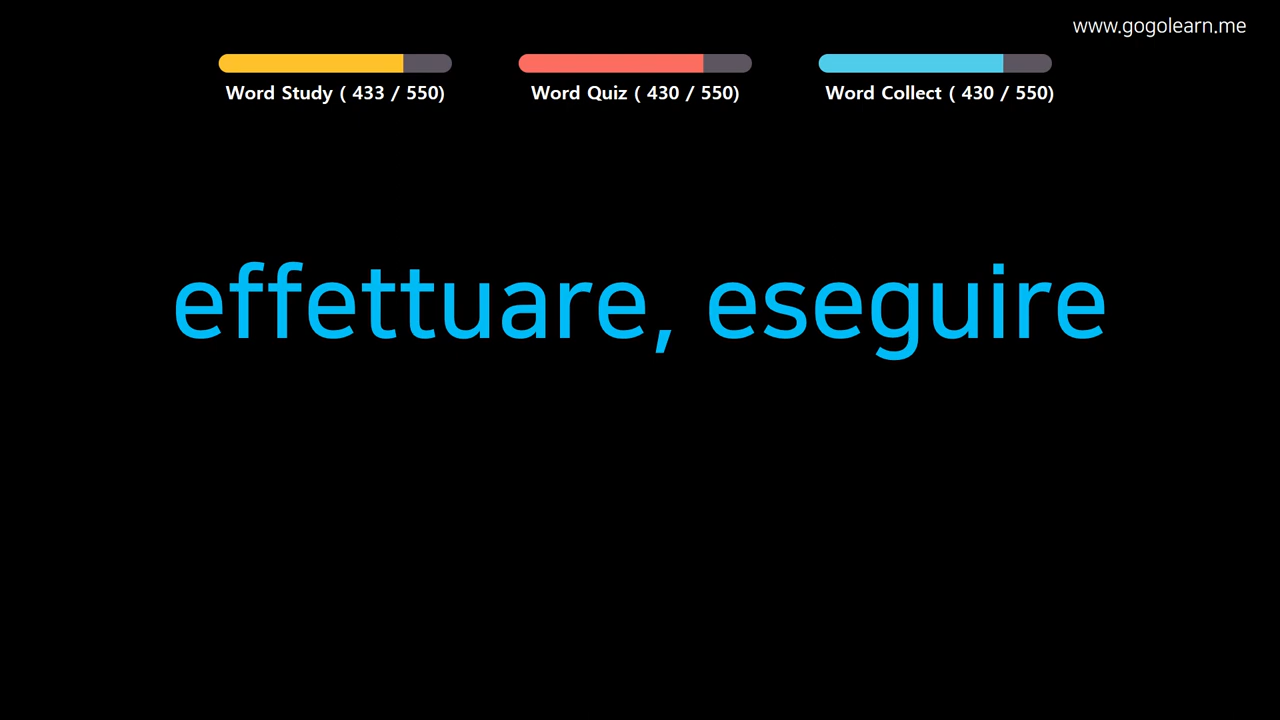 www.gogolearn.me
Word Study ( 433 / 550)
Word Quiz ( 430 / 550)
Word Collect ( 430 / 550)
effettuare, eseguire